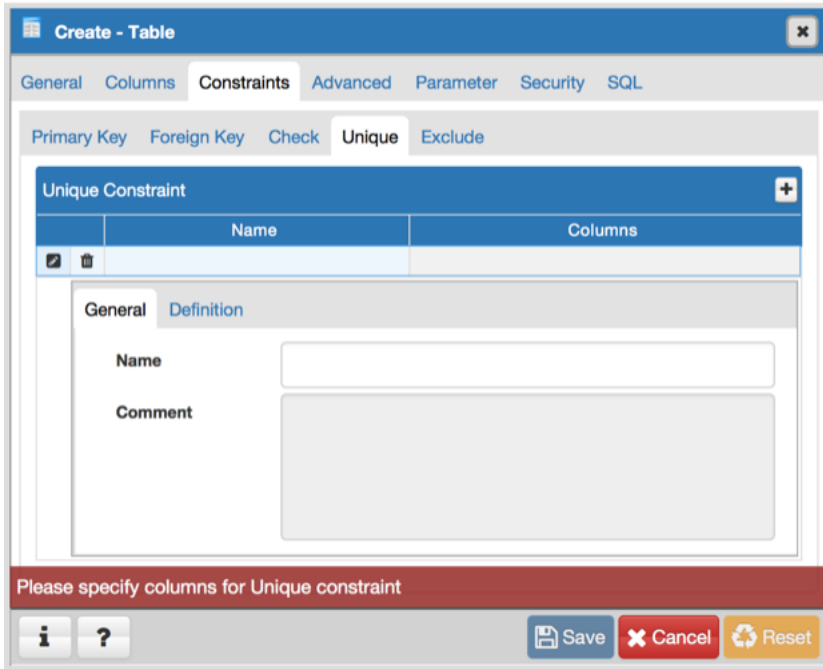 Create - Table
General Columns Constraints Advanced Parameter Security SQL
Primary Key Foreign Key Check Unique Exclude
Unique Constraint
Name Columns
General Definition
Name
Comment
Please specify columns for Unique constraint
i ? Save Cancel Reset